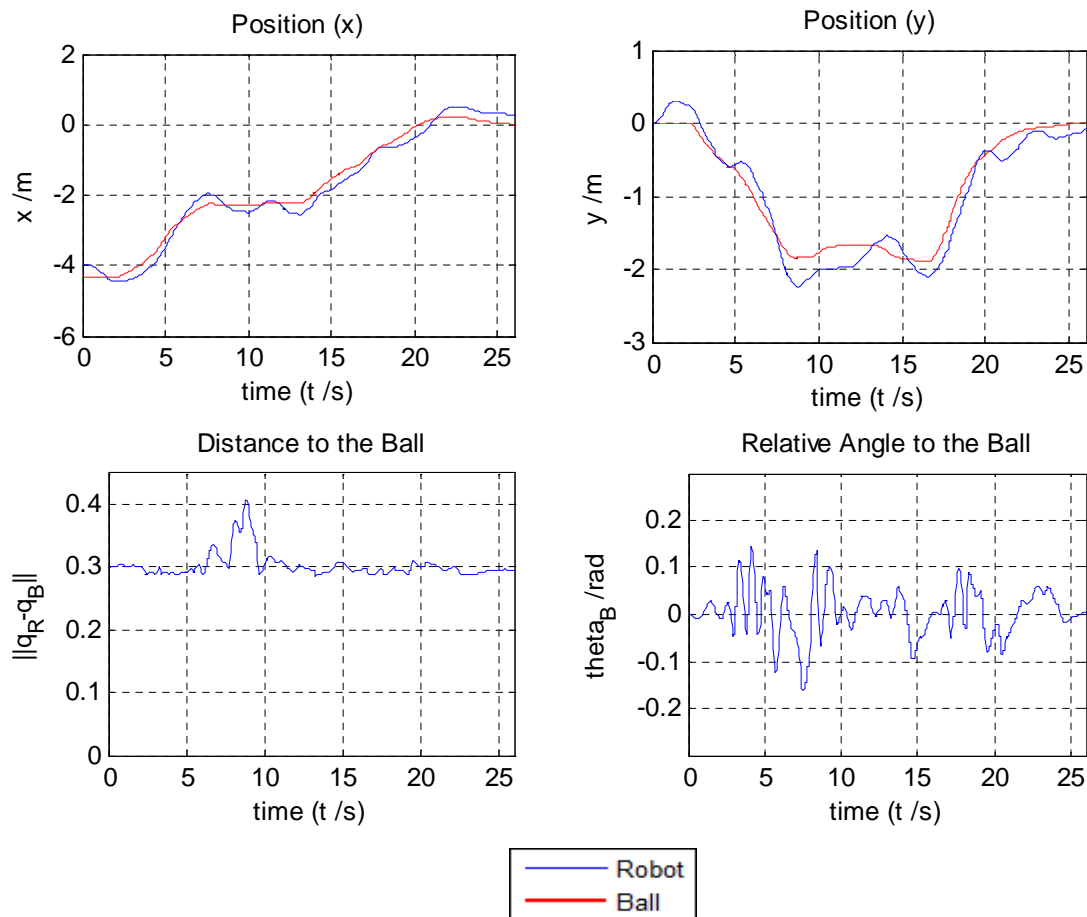 Position (x)
2
0
-2
-4
-6
x /m
0 5 10 15 20 25
time (t /s)
Position (y)
1
0
-1
-2
-3
y /m
0 5 10 15 20 25
time (t /s)
Distance to the Ball
0.4
0.3
0.2
0.1
0
||q_R-q_B||
0 5 10 15 20 25
time (t /s)
Relative Angle to the Ball
0.2
0.1
0
-0.1
-0.2
theta_B /rad
0 5 10 15 20 25
time (t /s)
Robot
Ball